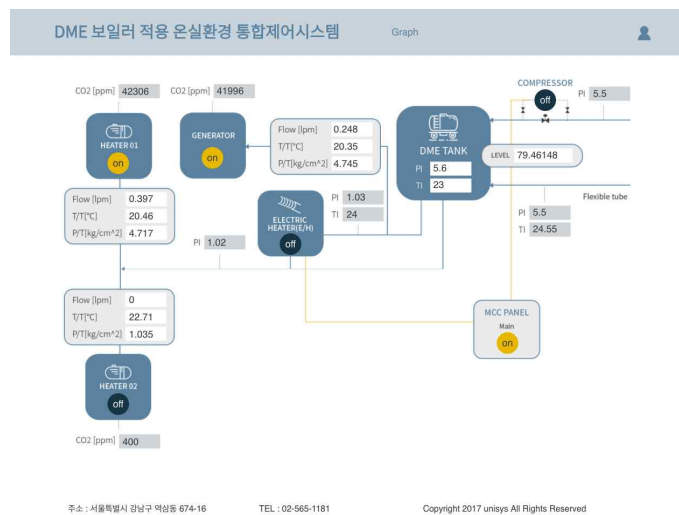 DME 보일러 적용 온실환경 통합제어시스템
Graph
CO2 [ppm] 42306
CO2 [ppm] 41996
COMPRESSOR
off
PI 5.5
HEATER 01
on
GENERATOR
on
Flow [lpm] 0.248
T/T[°C] 20.35
P/T[kg/cm^2] 4.745
DME TANK
PI 5.6
TI 23
LEVEL 79.46148
Flexible tube
Flow [lpm] 0.397
T/T[°C] 20.46
P/T[kg/cm^2] 4.717
ELECTRIC
HEATER(E/H)
off
PI 1.03
TI 24
PI 5.5
TI 24.55
PI 1.02
Flow [lpm] 0
T/T[°C] 22.71
P/T[kg/cm^2] 1.035
MCC PANEL
Main
on
HEATER 02
off
CO2 [ppm] 400
주소 : 서울특별시 강남구 역삼동 674-16
TEL : 02-565-1181
Copyright 2017 unisys All Rights Reserved